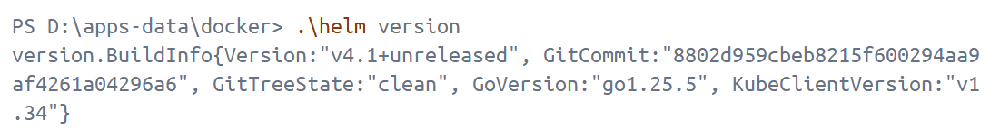 PS D:\apps-data\docker> .\helm version
version.BuildInfo{Version:"v4.1+unreleased", GitCommit:"8802d959cbeb8215f600294aa9
af4261a04296a6", GitTreeState:"clean", GoVersion:"go1.25.5", KubeClientVersion:"v1
.34"}